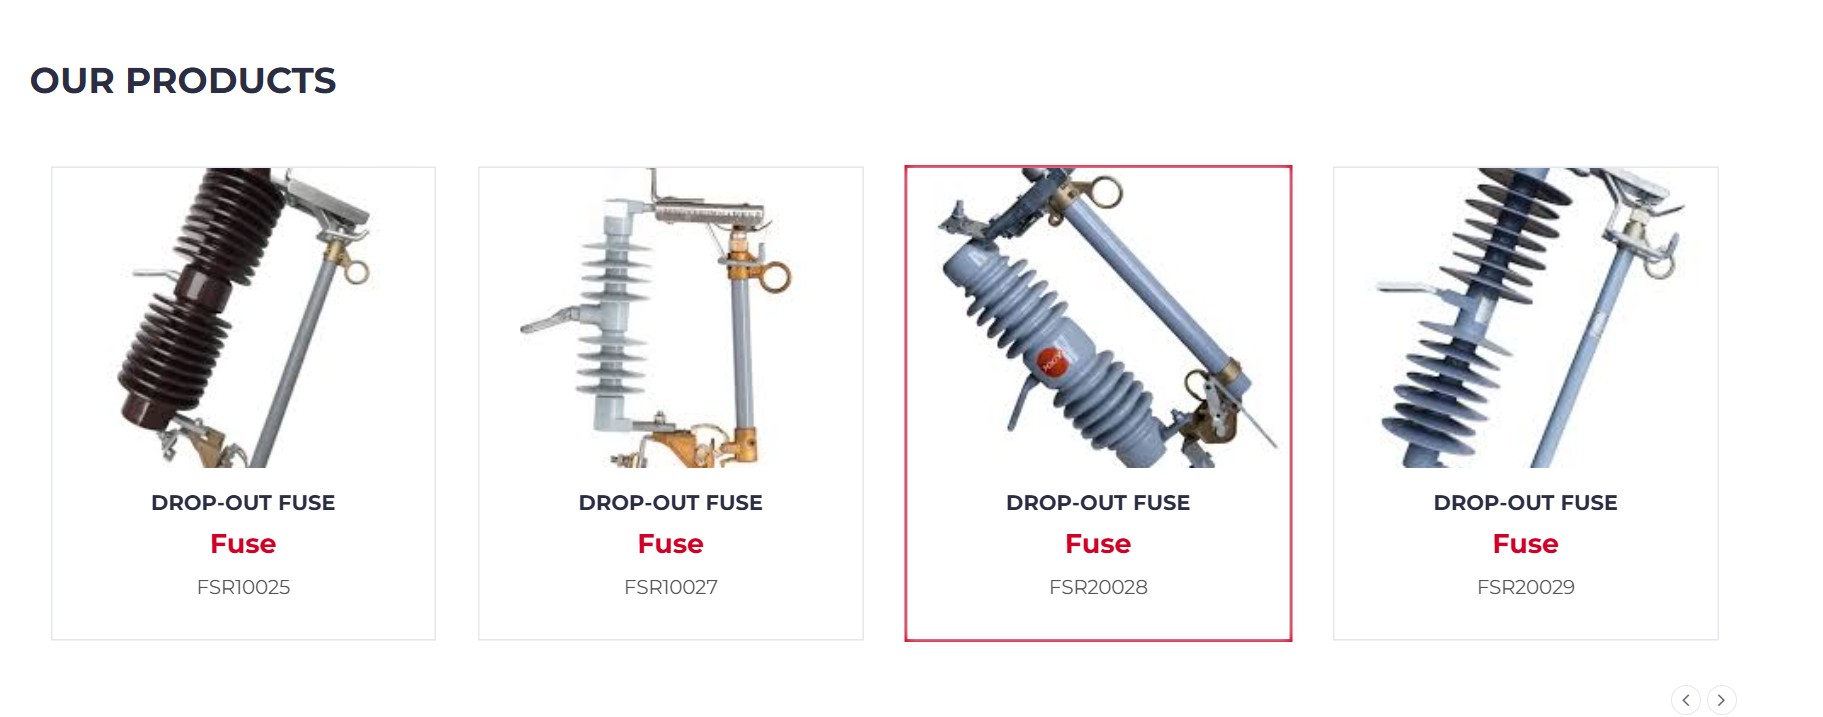 OUR PRODUCTS
DROP-OUT FUSE
Fuse
FSR10025
DROP-OUT FUSE
Fuse
FSR10027
DROP-OUT FUSE
Fuse
FSR20028
DROP-OUT FUSE
Fuse
FSR20029